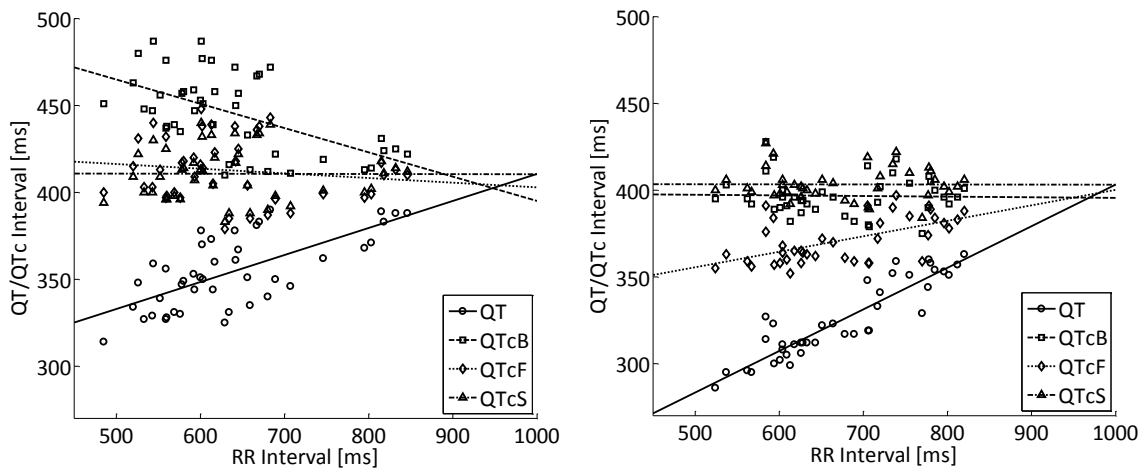 500
450
400
350
300
QT/QTc Interval [ms]
500 600 700 800 900 1000
RR Interval [ms]
QT
QTcB
QTcF
QTcS
500
450
400
350
300
QT/QTc Interval [ms]
500 600 700 800 900 1000
RR Interval [ms]
QT
QTcB
QTcF
QTcS